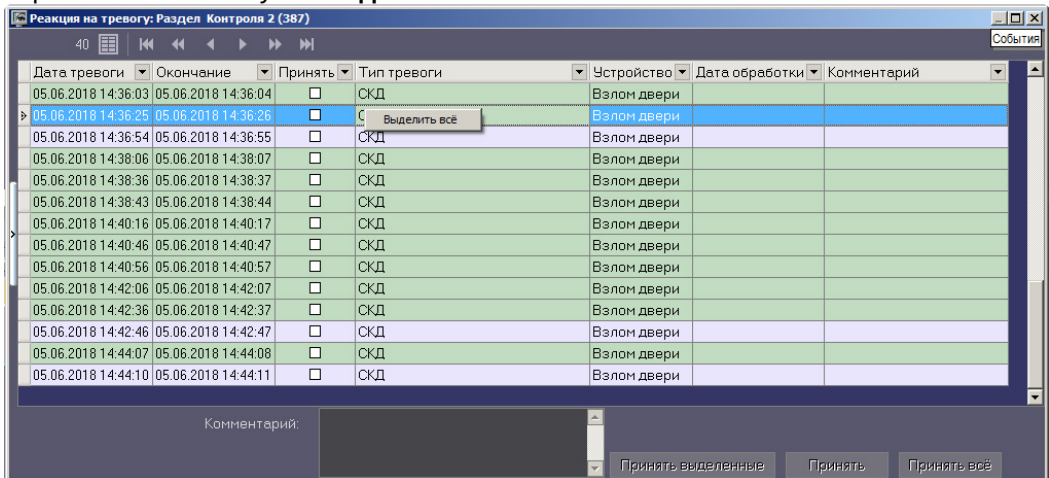 Реакция на тревогу: Раздел Контроля 2 (387)
40
События
Дата тревоги Окончание Принять Тип тревоги Устройство Дата обработки Комментарий
05.06.2018 14:36:03 05.06.2018 14:36:04 СКД Взлом двери
05.06.2018 14:36:25 05.06.2018 14:36:26 Выделить всё Взлом двери
05.06.2018 14:36:54 05.06.2018 14:36:55 СКД Взлом двери
05.06.2018 14:38:06 05.06.2018 14:38:07 СКД Взлом двери
05.06.2018 14:38:36 05.06.2018 14:38:37 СКД Взлом двери
05.06.2018 14:38:43 05.06.2018 14:38:44 СКД Взлом двери
05.06.2018 14:40:16 05.06.2018 14:40:17 СКД Взлом двери
05.06.2018 14:40:46 05.06.2018 14:40:47 СКД Взлом двери
05.06.2018 14:40:56 05.06.2018 14:40:57 СКД Взлом двери
05.06.2018 14:42:06 05.06.2018 14:42:07 СКД Взлом двери
05.06.2018 14:42:36 05.06.2018 14:42:37 СКД Взлом двери
05.06.2018 14:42:46 05.06.2018 14:42:47 СКД Взлом двери
05.06.2018 14:44:07 05.06.2018 14:44:08 СКД Взлом двери
05.06.2018 14:44:10 05.06.2018 14:44:11 СКД Взлом двери
Комментарий:
Принять выделенные Принять Принять всё